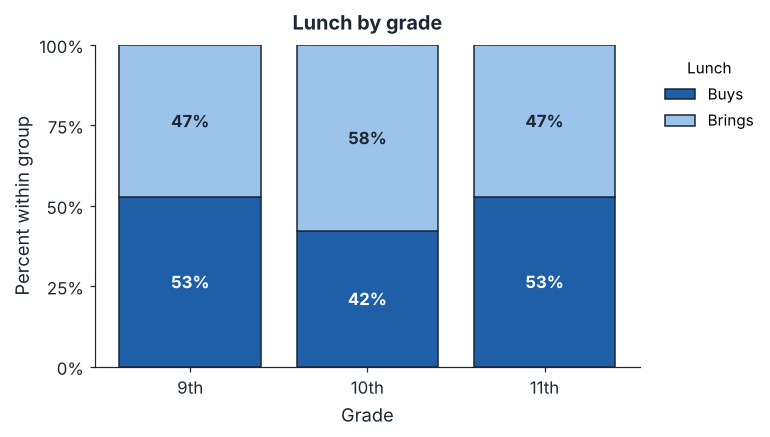 Lunch by grade
100%
75%
50%
25%
0%
Percent within group
47%
58%
47%
53%
42%
53%
9th
10th
11th
Grade
Lunch
Buys
Brings